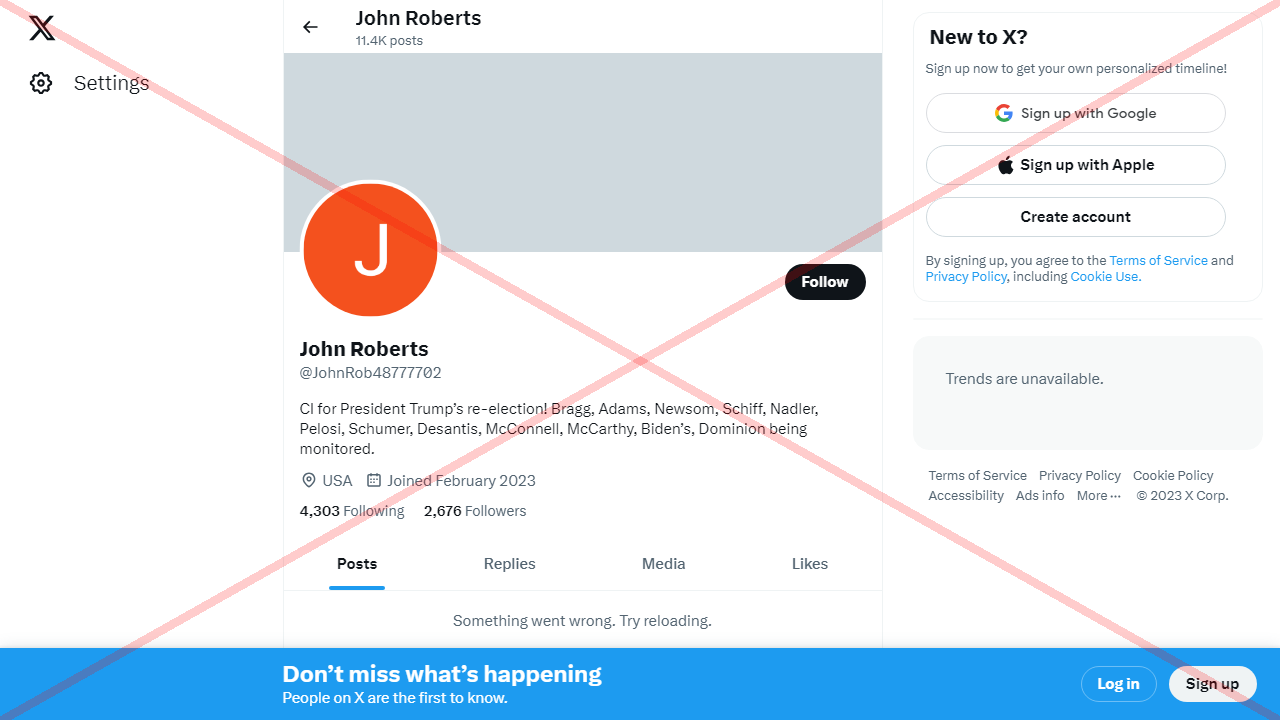 John Roberts
11.4K posts
Settings
J
Follow
John Roberts
@JohnRob48777702
CI for President Trump’s re-election! Bragg, Adams, Newsom, Schiff, Nadler,
Pelosi, Schumer, Desantis, McConnell, McCarthy, Biden’s, Dominion being
monitored.
USA Joined February 2023
4,303 Following 2,676 Followers
Posts Replies Media Likes
Something went wrong. Try reloading.
New to X?
Sign up now to get your own personalized timeline!
Sign up with Google
Sign up with Apple
Create account
By signing up, you agree to the Terms of Service and
Privacy Policy, including Cookie Use.
Trends are unavailable.
Terms of Service Privacy Policy Cookie Policy
Accessibility Ads info More ··· © 2023 X Corp.
Don’t miss what’s happening
People on X are the first to know.
Log in Sign up